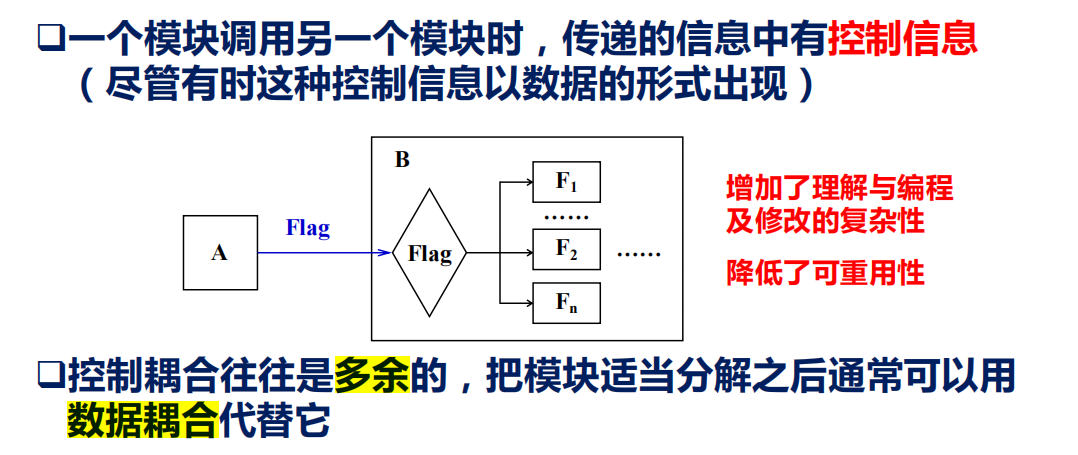 ❑一个模块调用另一个模块时，传递的信息中有控制信息
（尽管有时这种控制信息以数据的形式出现）
B
F1
增加了理解与编程
及修改的复杂性
……
Flag
A
Flag
F2
……
降低了可重用性
Fn
❑控制耦合往往是多余的，把模块适当分解之后通常可以用
数据耦合代替它